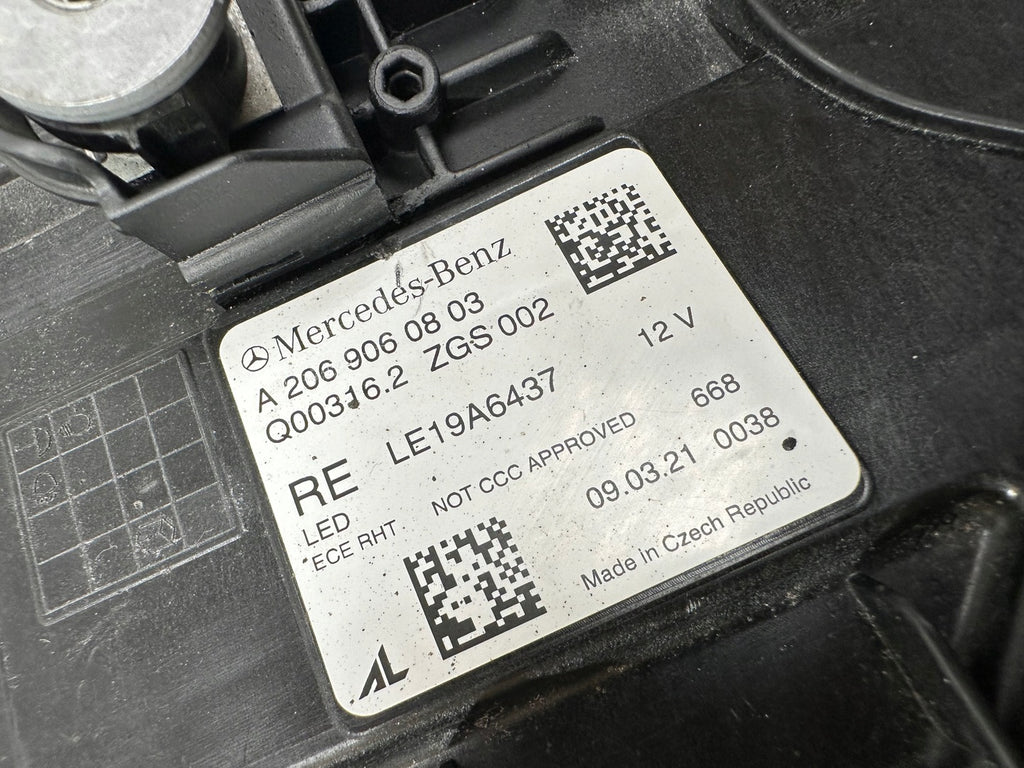 Mercedes-Benz
A 206 906 08 03
Q00316.2 ZGS 002
12 V
RE LE19A6437
LED NOT CCC APPROVED 668
ECE RHT 09.03.21 0038
Made in Czech Republic
AL